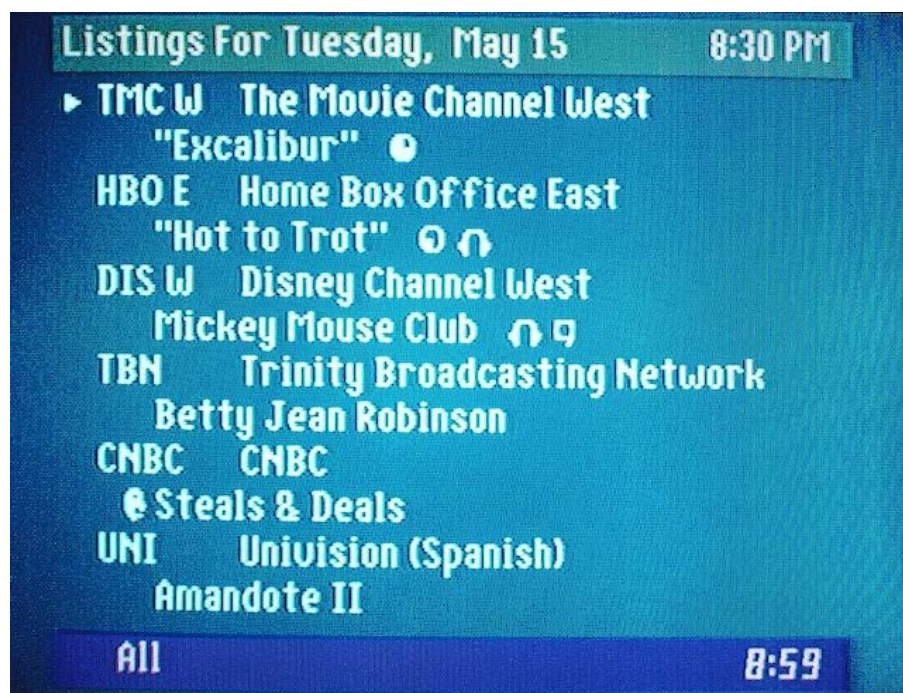 Listings For Tuesday, May 15 8:30 PM
TMC W The Movie Channel West
"Excalibur"
HBO E Home Box Office East
"Hot to Trot"
DIS W Disney Channel West
Mickey Mouse Club
TBN Trinity Broadcasting Network
Betty Jean Robinson
CNBC CNBC
Steals & Deals
UNI Univision (Spanish)
Amandote II
All 8:59